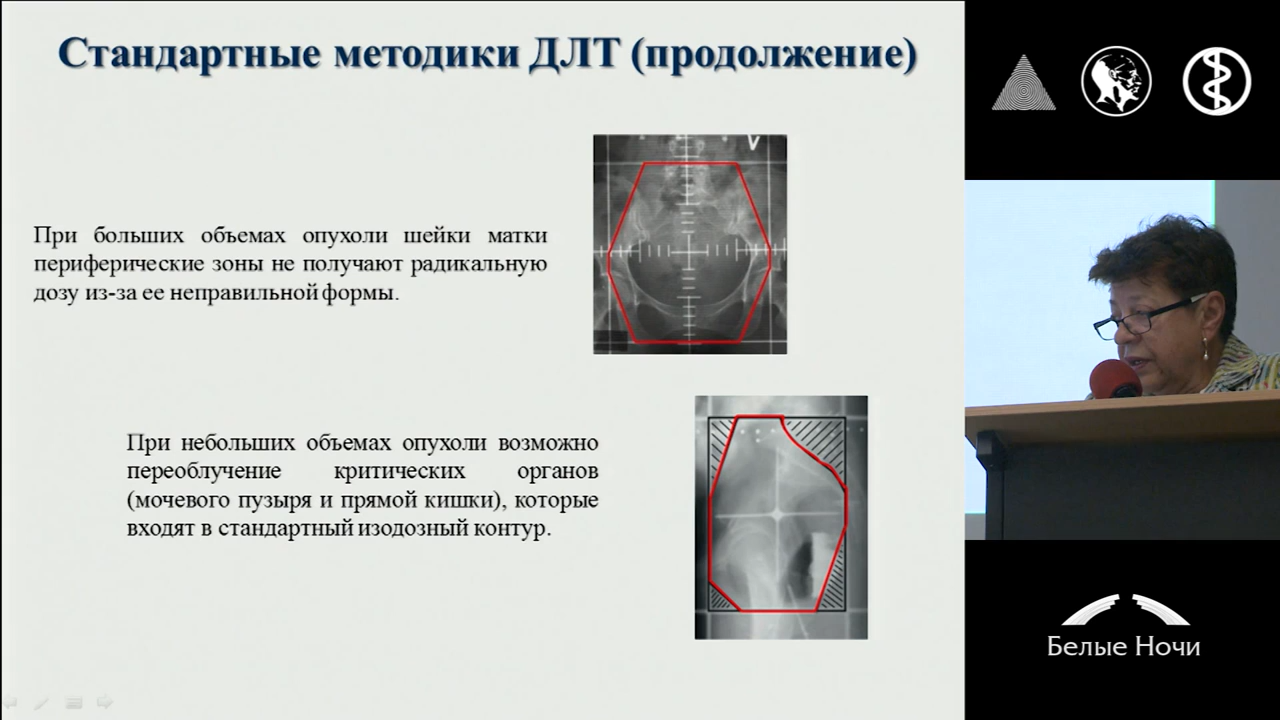 Стандартные методики ДЛТ (продолжение)
При больших объемах опухоли шейки матки
периферические зоны не получают радикальную
дозу из-за ее неправильной формы.
V
При небольших объемах опухоли возможно
переоблучение критических органов
(мочевого пузыря и прямой кишки), которые
входят в стандартный изодозный контур.
Белые Ночи